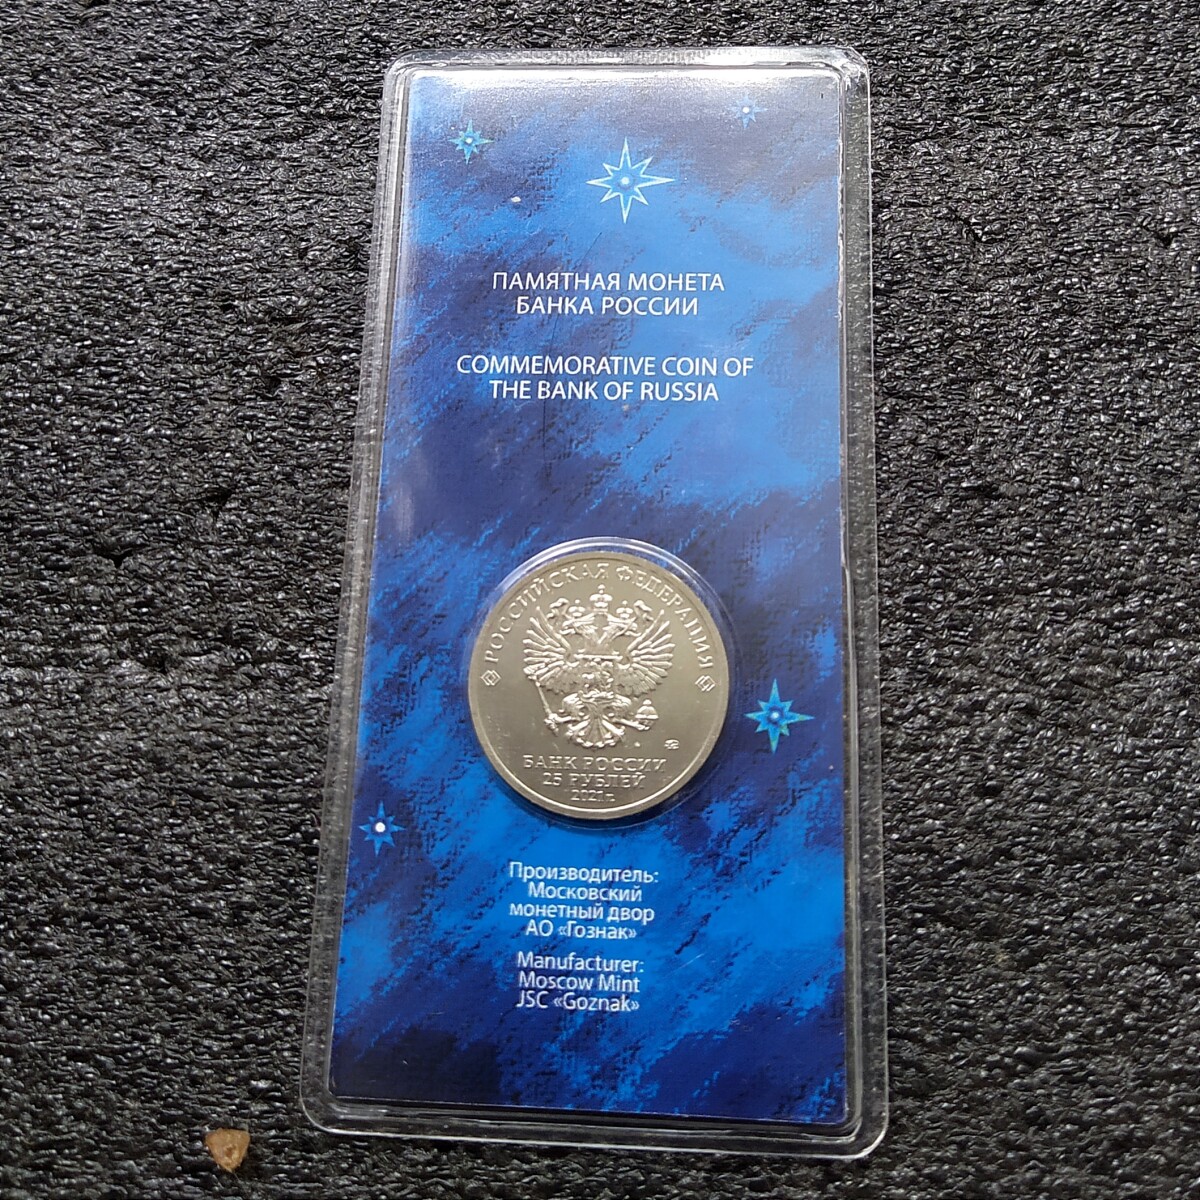 ПАМЯТНАЯ МОНЕТА
БАНКА РОССИИ
COMMEMORATIVE COIN OF
THE BANK OF RUSSIA
РОССИЙСКАЯ ФЕДЕРАЦИЯ
БАНК РОССИИ
25 РУБЛЕЙ
2021 г.
Производитель:
Московский
монетный двор
АО «Гознак»
Manufacturer:
Moscow Mint
JSC «Goznak»